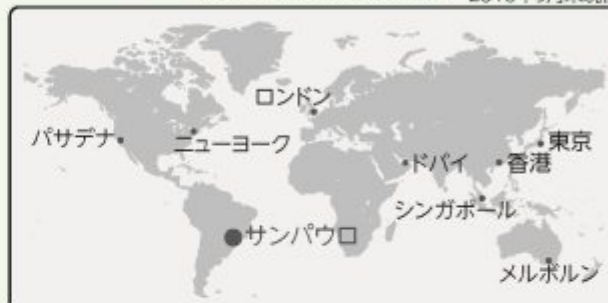 ロンドン
パサデナ
ニューヨーク
東京
ドバイ
香港
シンガポール
サンパウロ
メルボルン